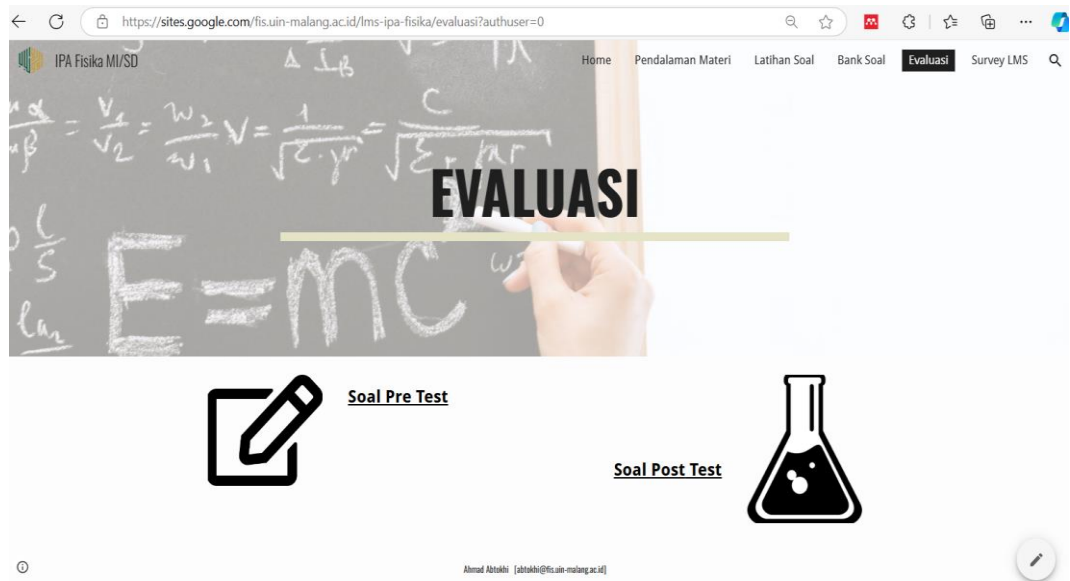 https://sites.google.com/fis.uin-malang.ac.id/lms-ipa-fisika/evaluasi?authuser=0
IPA Fisika MI/SD
Home
Pendalaman Materi
Latihan Soal
Bank Soal
Evaluasi
Survey LMS
EVALUASI
E=mc
Soal Pre Test
Soal Post Test
Ahmad Abtokhi [abtokhi@fis.uin-malang.ac.id]